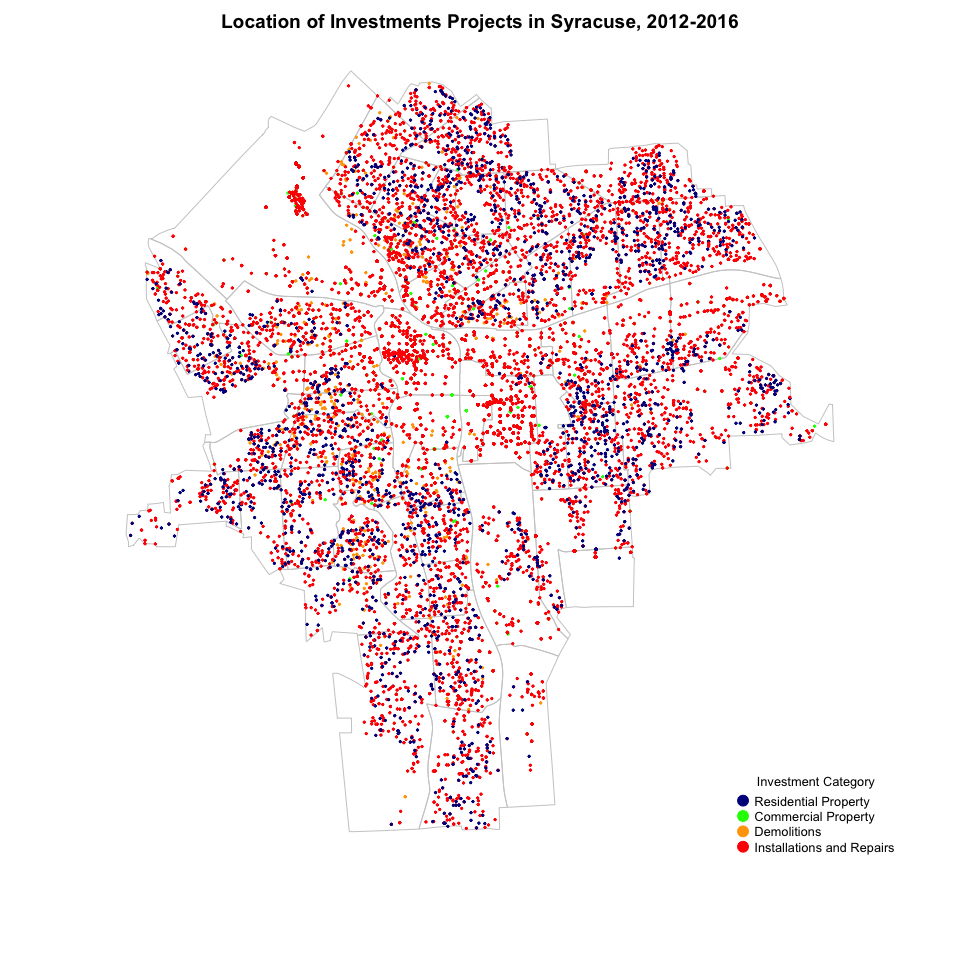 Location of Investments Projects in Syracuse, 2012-2016
Investment Category
Residential Property
Commercial Property
Demolitions
Installations and Repairs